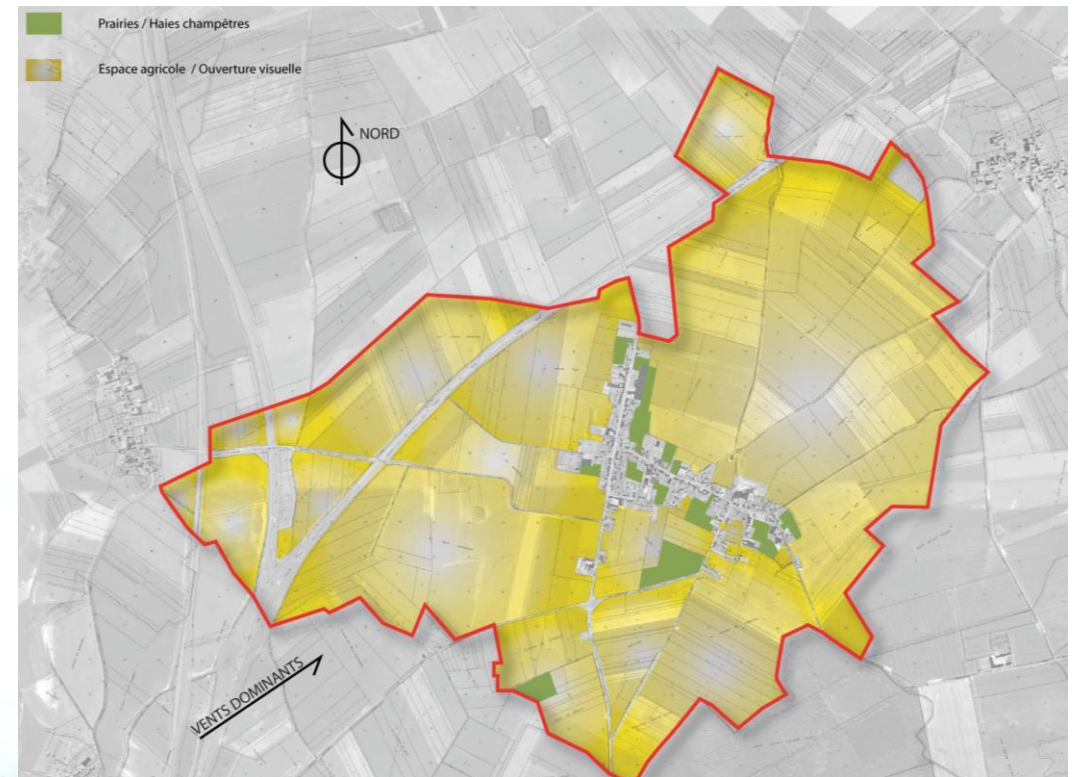 Prairies / Haies champêtres
Espace agricole / Ouverture visuelle
NORD
VENTS DOMINANTS